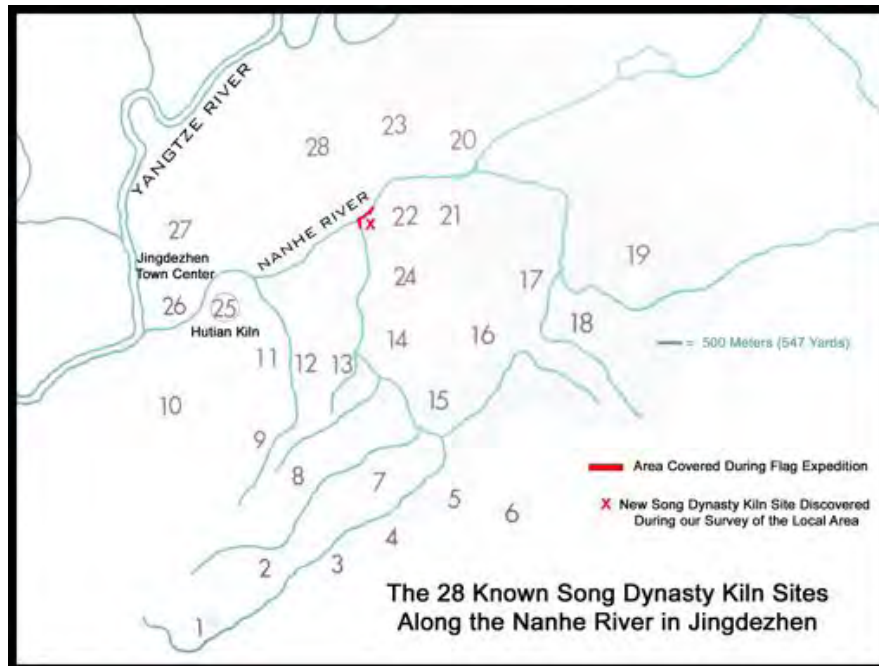 YANGTZE RIVER
23
28
20
NANHE RIVER
22
21
27
Jingdezhen
Town Center
19
24
17
26
25
Hutian Kiln
18
16
14
= 500 Meters (547 Yards)
11
12
13
15
10
9
Area Covered During Flag Expedition
8
7
5
6
X New Song Dynasty Kiln Site Discovered
During our Survey of the Local Area
X
4
3
2
The 28 Known Song Dynasty Kiln Sites
Along the Nanhe River in Jingdezhen
1